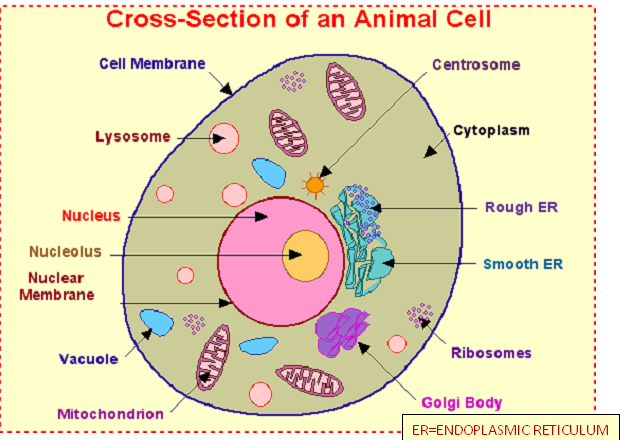 Cross-Section of an Animal Cell
Cell Membrane
Centrosome
Lysosome
Cytoplasm
Nucleus
Rough ER
Nucleolus
Smooth ER
Nuclear
Membrane
Vacuole
Ribosomes
Mitochondrion
Golgi Body
ER=ENDOPLASMIC RETICULUM